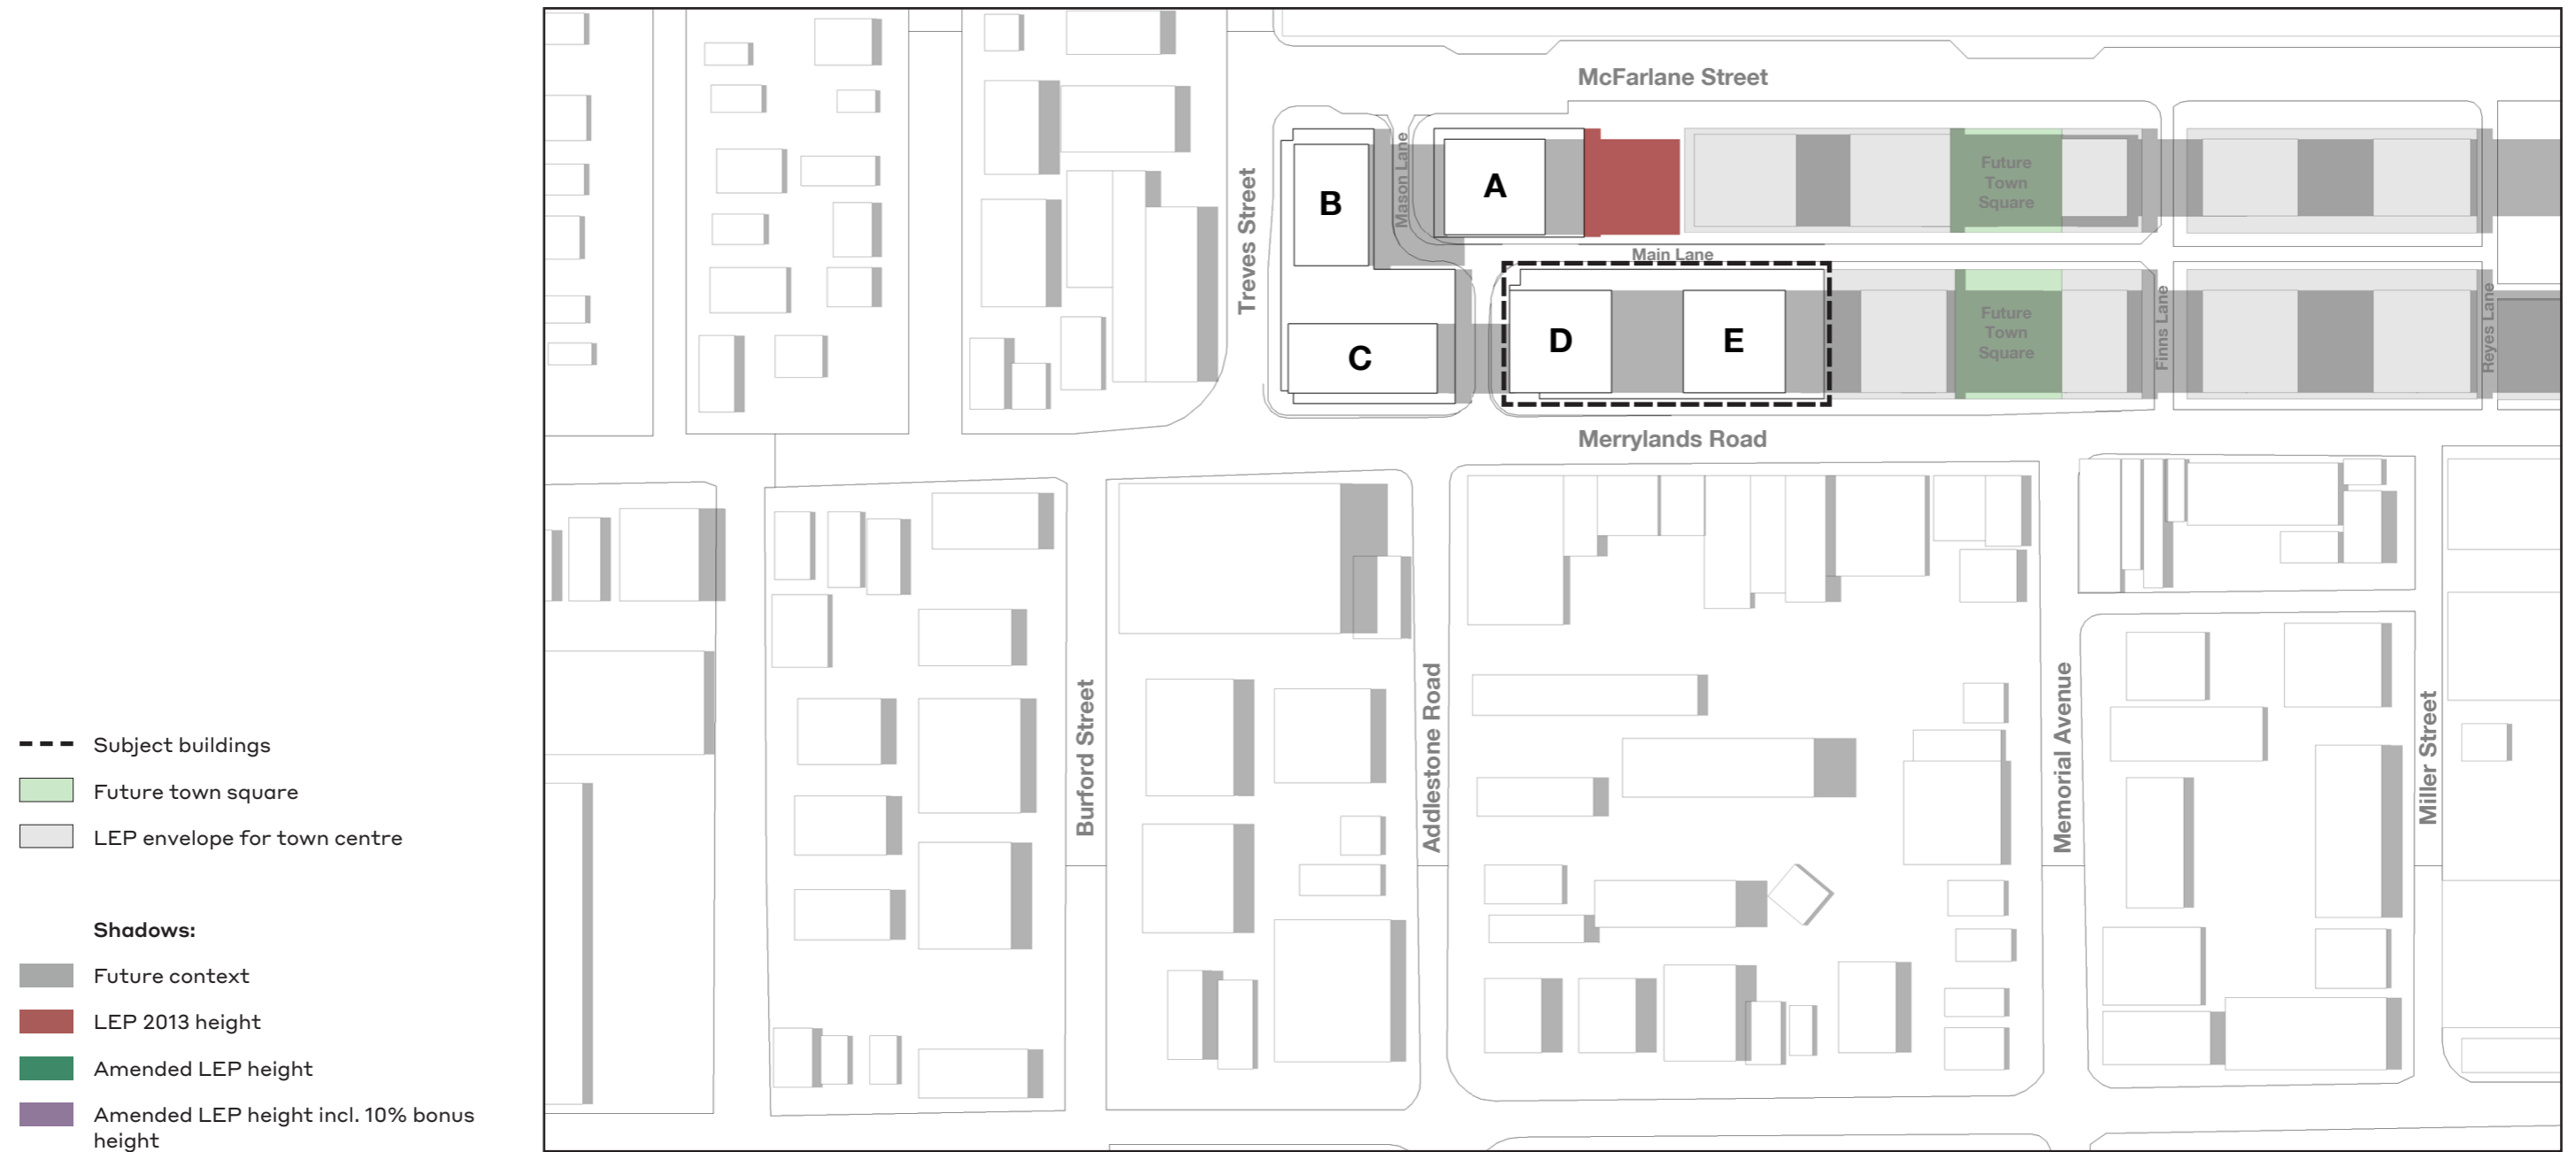 McFarlane Street
Mason Lane
Treves Street
B
A
Future
Town
Square
Main Lane
D
E
C
Future
Town
Square
Finns Lane
Reyes Lane
Merrylands Road
Burford Street
Addlestone Road
Memorial Avenue
Miller Street
Subject buildings
Future town square
LEP envelope for town centre
Shadows:
Future context
LEP 2013 height
Amended LEP height
Amended LEP height incl. 10% bonus
height